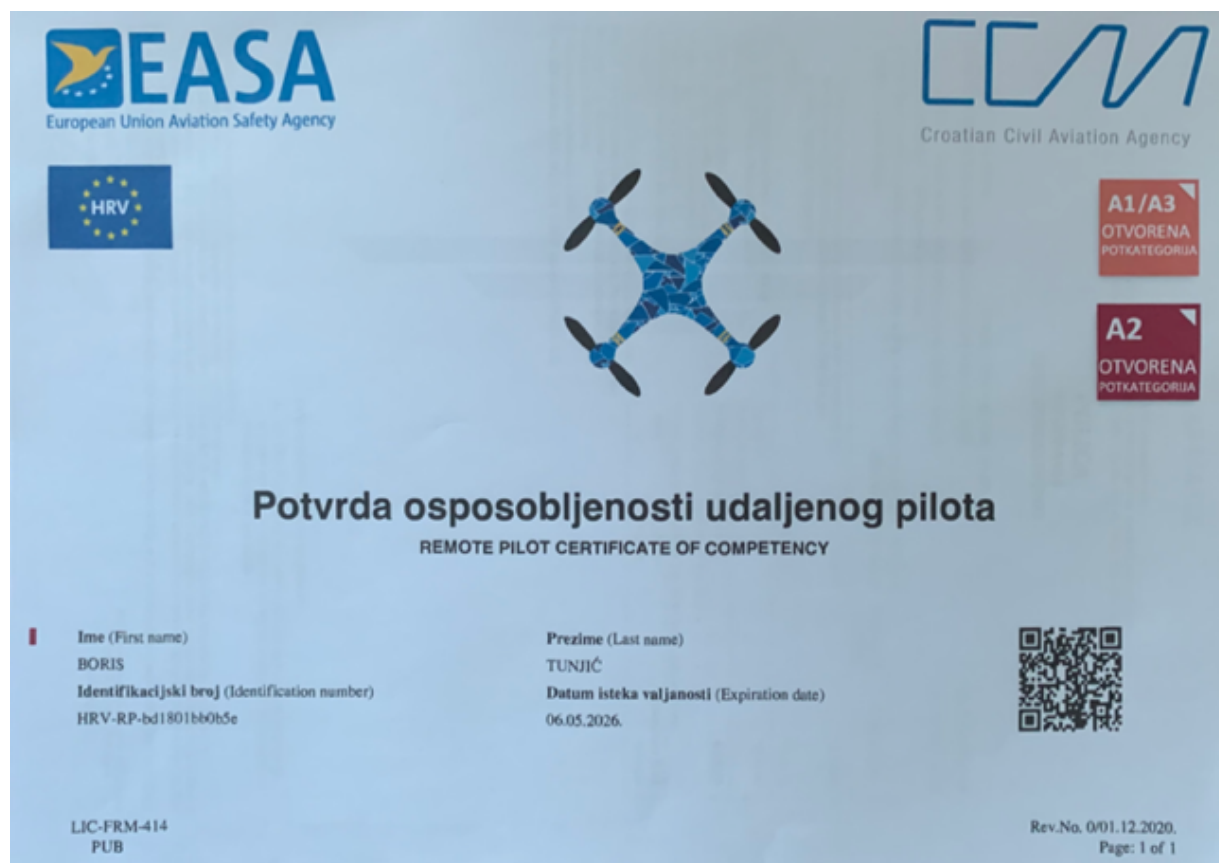 EASA
European Union Aviation Safety Agency
CCAA
Croatian Civil Aviation Agency
HRV
A1/A3
OTVORENA
POTKATEGORIJA
A2
OTVORENA
POTKATEGORIJA
Potvrda osposobljenosti udaljenog pilota
REMOTE PILOT CERTIFICATE OF COMPETENCY
Ime (First name)
BORIS
Identifikacijski broj (Identification number)
HRV-RP-bd1801bb0b5e
Prezime (Last name)
TUNJIĆ
Datum isteka valjanosti (Expiration date)
06.05.2026.
LIC-FRM-414
PUB
Rev.No. 0/01.12.2020.
Page: 1 of 1